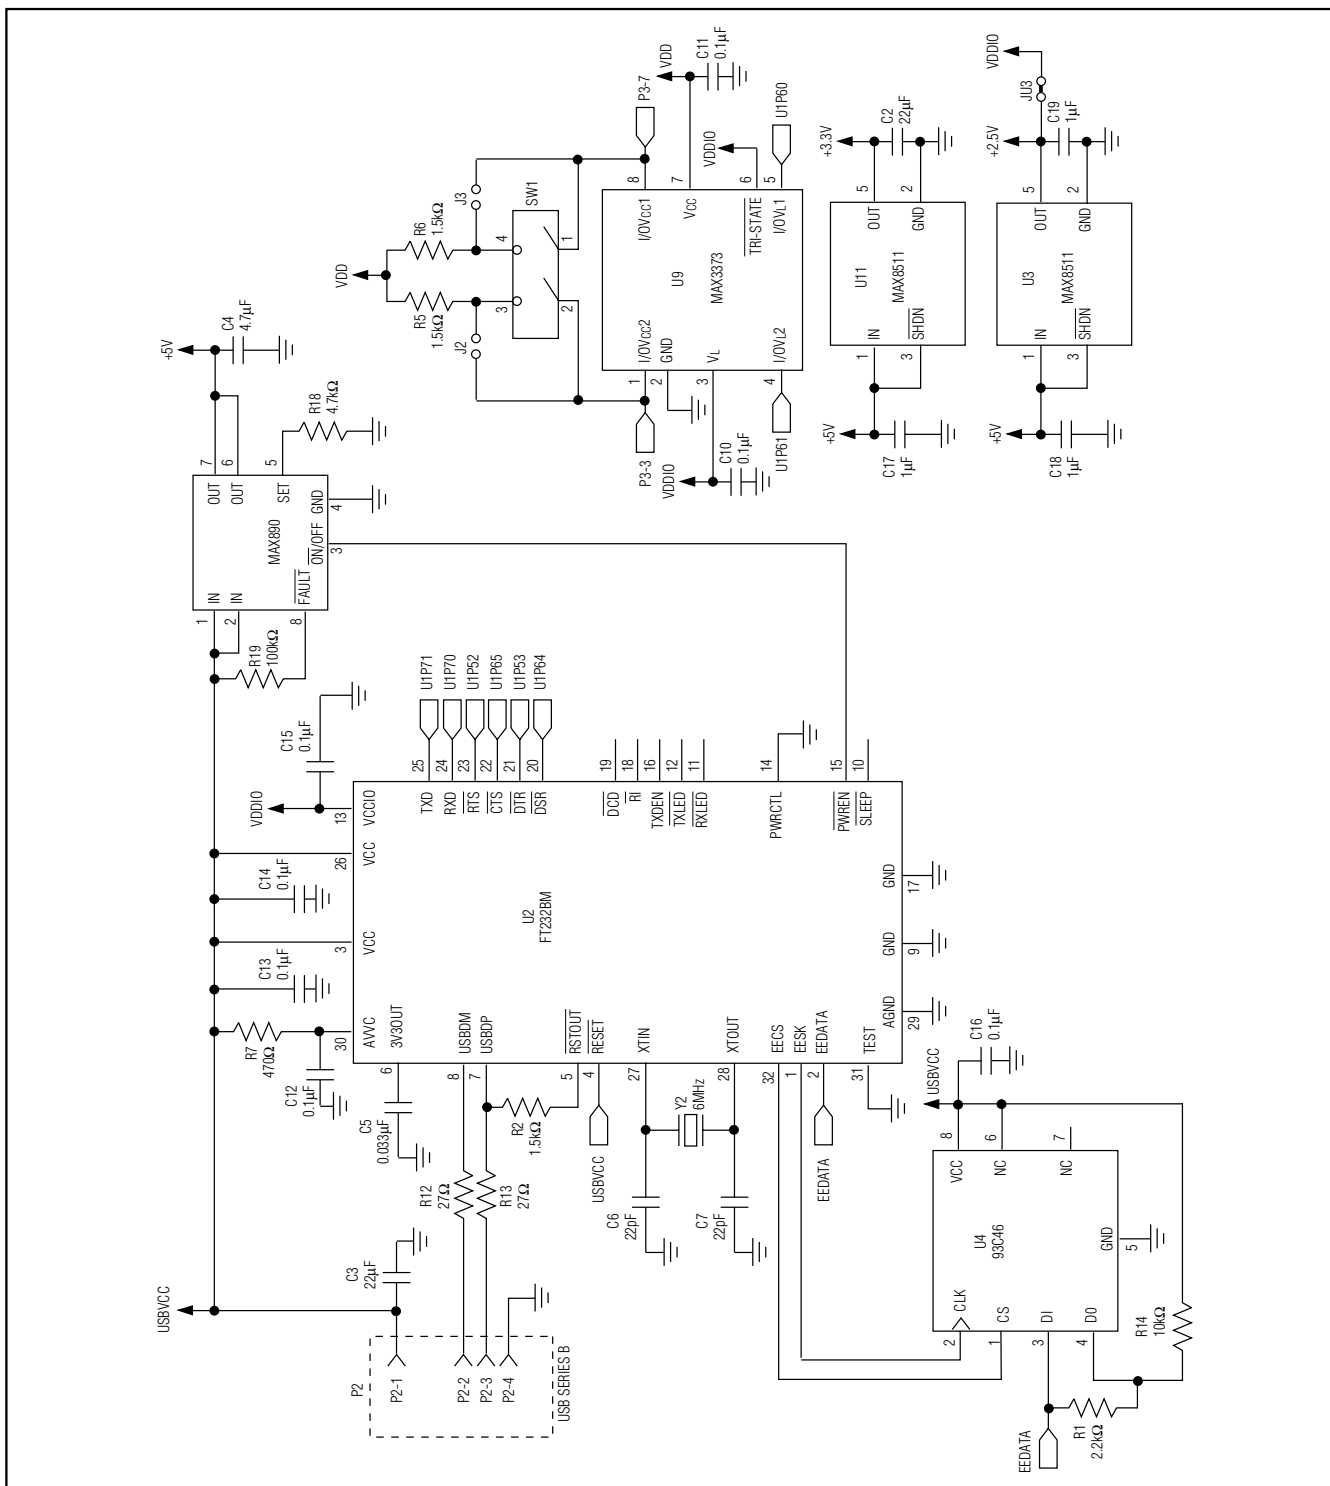 USBVCC
P2
P2-1
P2-2
P2-3
P2-4
USB SERIES B
C3
22µF
R12
27Ω
R13
27Ω
R2
1.5kΩ
C5
0.033µF
C12
0.1µF
R7
470Ω
C13
0.1µF
C14
0.1µF
VDDIO
C15
0.1µF
30
AVVC
3
VCC
26
VCC
13
VCCIO
6
3V3OUT
8
USBDM
7
USBDP
5
RSTOUT
4
RESET
USBVCC
27
XTIN
28
XTOUT
Y2
6MHz
C6
22pF
C7
22pF
32
EECS
1
EESK
2
EEDATA
EEDATA
31
TEST
U2
FT232BM
29
AGND
9
GND
17
GND
TXD
25
U1P71
RXD
24
U1P70
RTS
23
U1P52
CTS
22
U1P65
DTR
21
U1P53
DSR
20
U1P64
DCD
19
RI
18
TXDEN
16
TXLED
12
RXLED
11
PWRCTL
14
PWREN
15
SLEEP
10
R19
100kΩ
1
IN
2
IN
8
FAULT
MAX890
OUT
7
OUT
6
SET
5
GND
4
ON/OFF
3
R18
4.7kΩ
+5V
C4
4.7µF
EEDATA
R1
2.2kΩ
R14
10kΩ
2
CLK
1
CS
3
DI
4
DO
U4
93C46
GND
5
VCC
8
NC
6
NC
7
USBVCC
C16
0.1µF
VDD
R5
1.5kΩ
R6
1.5kΩ
J2
J3
3
4
2
1
SW1
P3-3
P3-7
1
I/OVCC2
2
GND
3
VL
4
I/OVL2
U1P61
VDDIO
C10
0.1µF
U9
MAX3373
I/OVCC1
8
VCC
7
TRI-STATE
6
I/OVL1
5
U1P60
VDDIO
VDD
C11
0.1µF
+5V
C17
1µF
1
IN
3
SHDN
U11
MAX8511
OUT
5
GND
2
+3.3V
C2
22µF
+5V
C18
1µF
1
IN
3
SHDN
U3
MAX8511
OUT
5
GND
2
+2.5V
C19
1µF
JU3
VDDIO